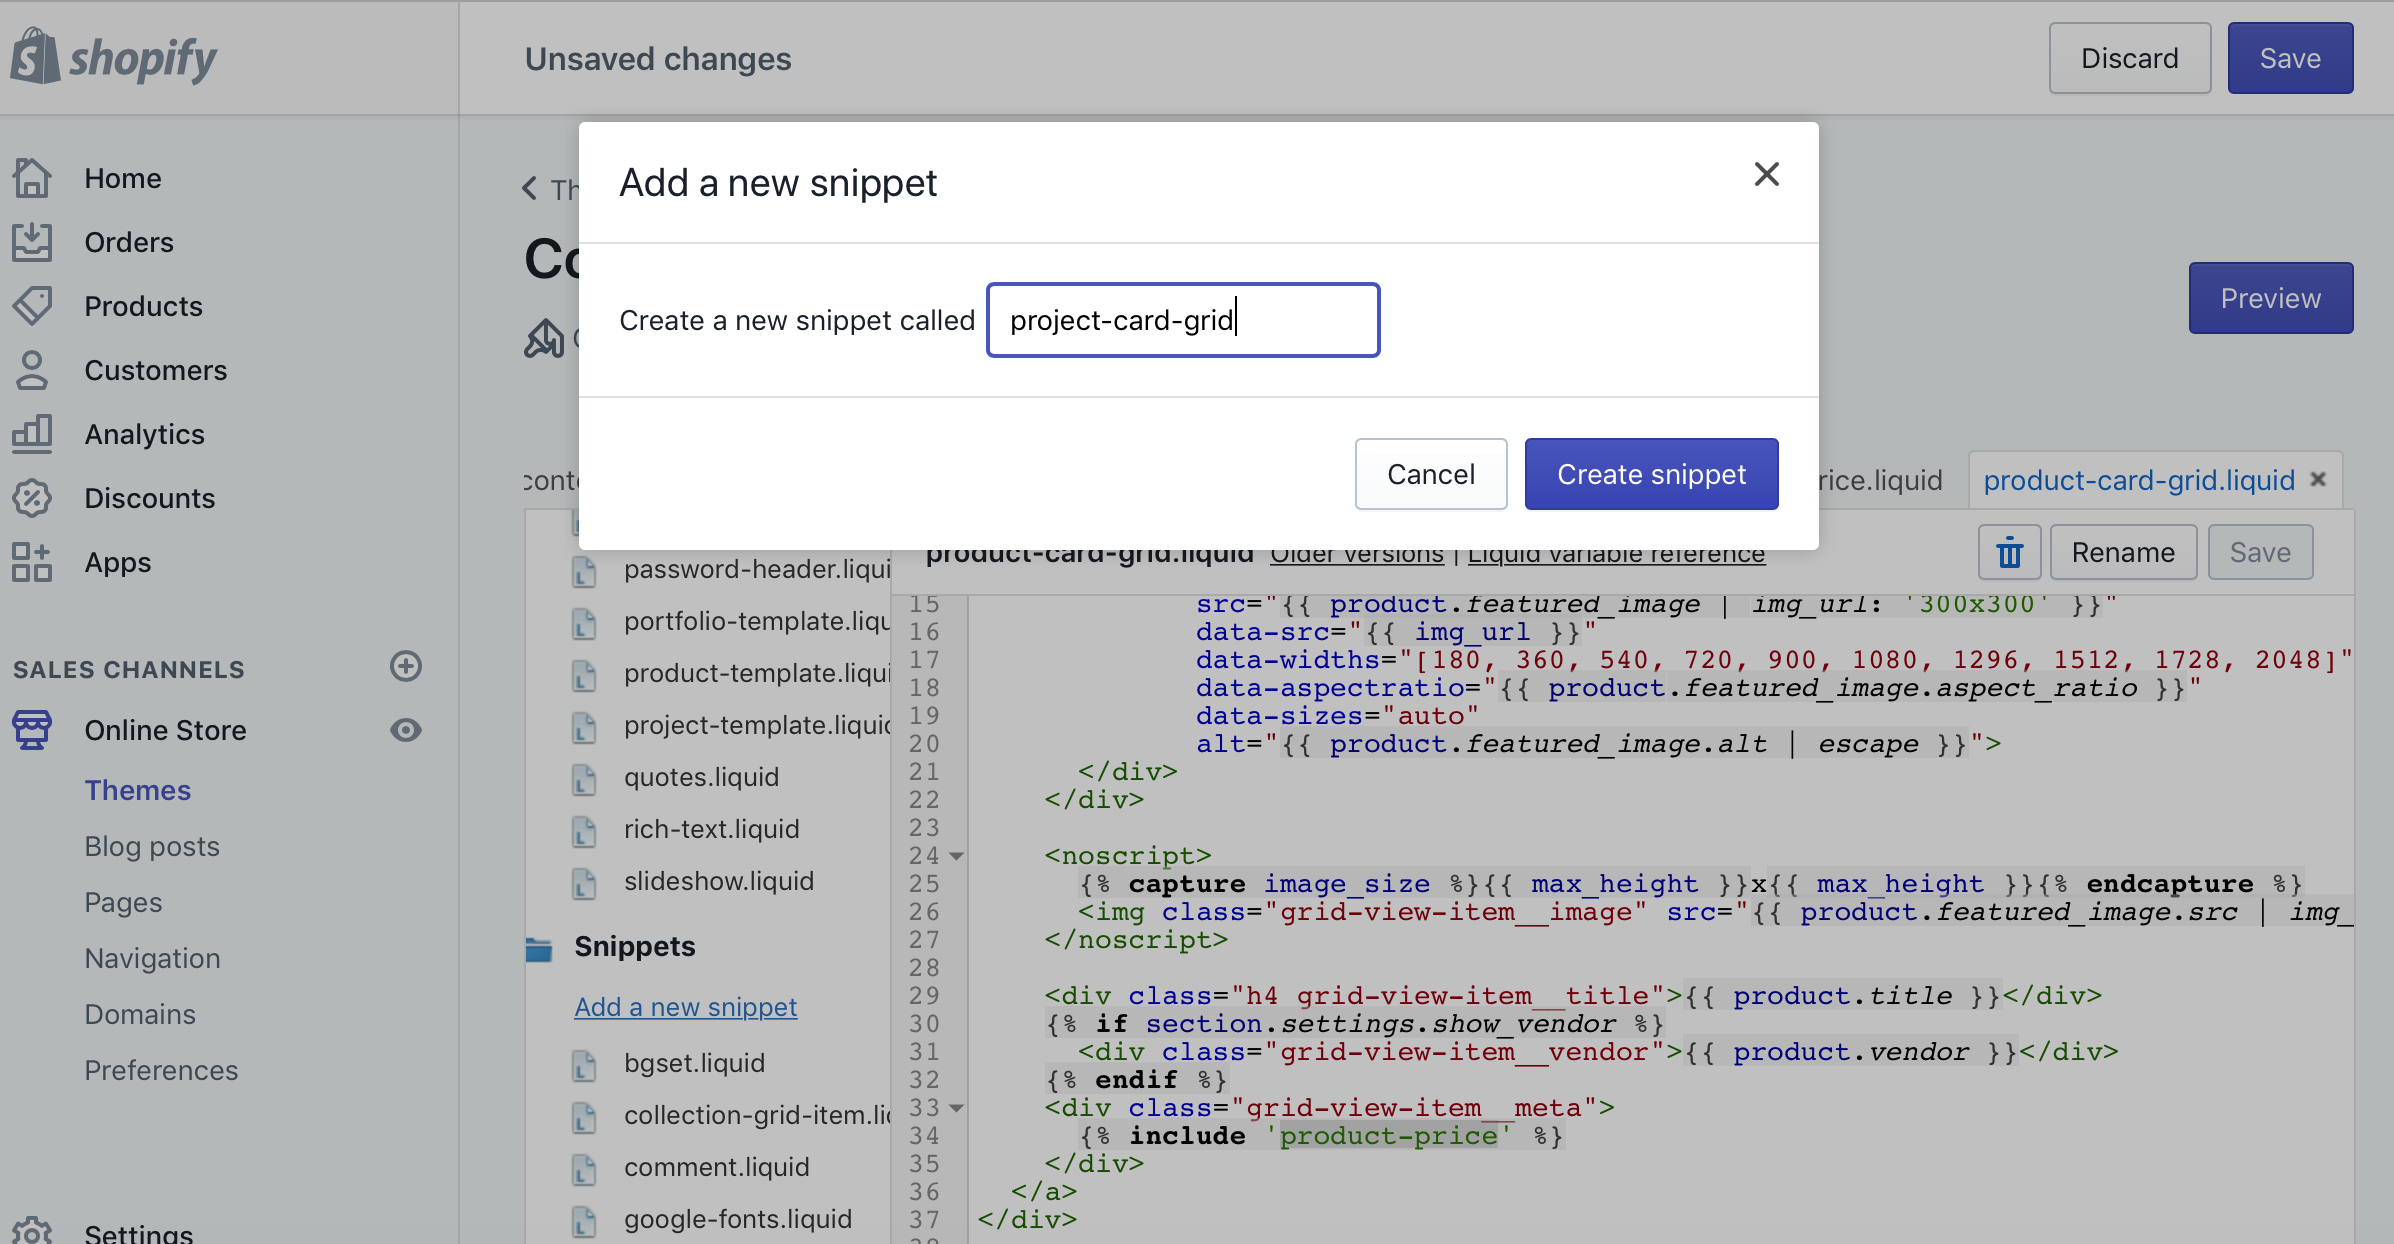 shopify
Unsaved changes
Discard
Save
Home
Orders
Products
Customers
Analytics
Discounts
Apps
SALES CHANNELS
Online Store
Themes
Blog posts
Pages
Navigation
Domains
Preferences
Settings
Th
Co
Preview
Add a new snippet
Create a new snippet called project-card-grid
Cancel
Create snippet
conte
rice.liquid
product-card-grid.liquid
product-card-grid.liquid Older versions | Liquid variable reference
Rename
Save
password-header.liqui
portfolio-template.liqu
product-template.liqui
project-template.liquid
quotes.liquid
rich-text.liquid
slideshow.liquid
Snippets
Add a new snippet
bgset.liquid
collection-grid-item.li
comment.liquid
google-fonts.liquid
15 src="{{ product.featured_image | img_url: '300x300' }}"
16 data-src="{{ img_url }}"
17 data-widths="[180, 360, 540, 720, 900, 1080, 1296, 1512, 1728, 2048]"
18 data-aspectratio="{{ product.featured_image.aspect_ratio }}"
19 data-sizes="auto"
20 alt="{{ product.featured_image.alt | escape }}">
21 </div>
22 </div>
23
24 <noscript>
25 {% capture image_size %}{{ max_height }}x{{ max_height }}{% endcapture %}
26 <img class="grid-view-item__image" src="{{ product.featured_image.src | img_
27 </noscript>
28
29 <div class="h4 grid-view-item__title">{{ product.title }}</div>
30 {% if section.settings.show_vendor %}
31 <div class="grid-view-item__vendor">{{ product.vendor }}</div>
32 {% endif %}
33 <div class="grid-view-item__meta">
34 {% include 'product-price' %}
35 </div>
36 </a>
37 </div>